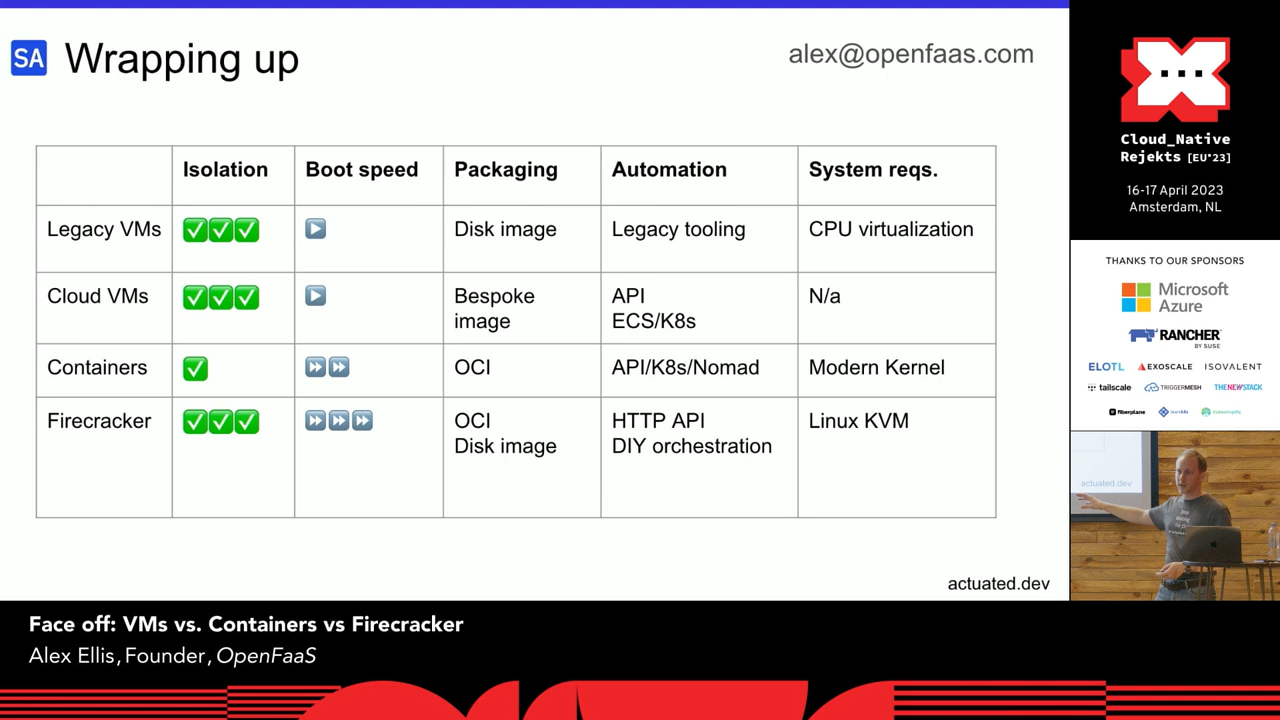 SA Wrapping up
alex@openfaas.com
Isolation Boot speed Packaging Automation System reqs.
Legacy VMs Disk image Legacy tooling CPU virtualization
Cloud VMs Bespoke image API ECS/K8s N/a
Containers OCI API/K8s/Nomad Modern Kernel
Firecracker OCI Disk image HTTP API DIY orchestration Linux KVM
actuated.dev
Cloud_Native
Rejekts [EU*23]
16-17 April 2023
Amsterdam, NL
THANKS TO OUR SPONSORS
Microsoft
Azure
RANCHER
BY SUSE
ELOTL EXOSCALE ISOVALENT
tailscale TRIGGERMESH THENEWSTACK
fiberplane
actuated.dev
Face off: VMs vs. Containers vs Firecracker
Alex Ellis, Founder, OpenFaaS